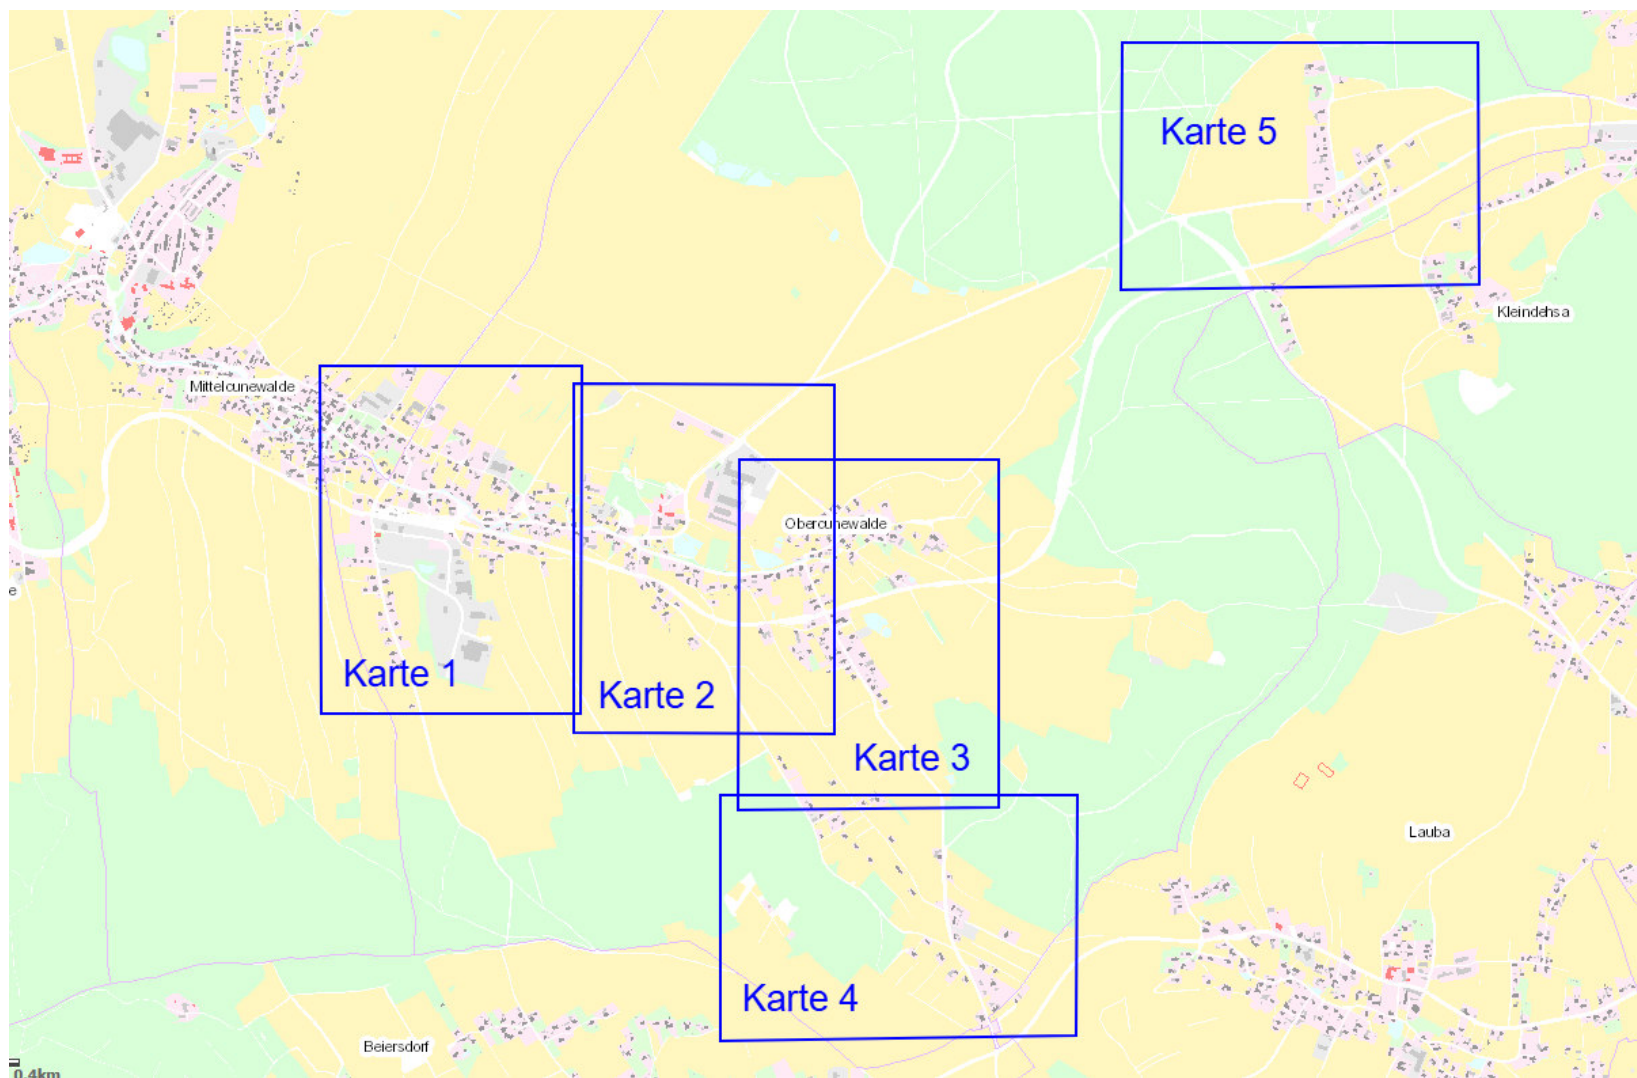 Karte 5
Kleindehsa
Mittelcunewalde
Obercunewalde
e
Karte 1
Karte 2
Karte 3
Lauba
Karte 4
Beiersdorf
0.4km